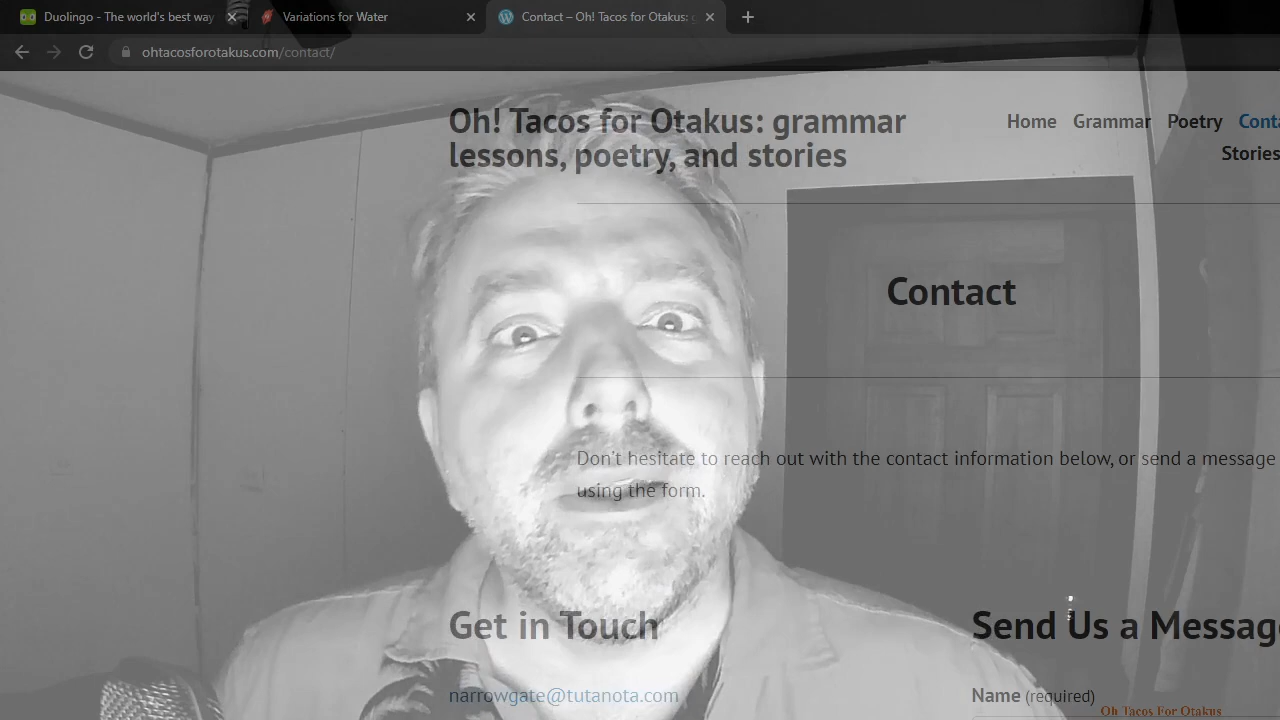 Duolingo - The world's best way
Variations for Water
Contact – Oh! Tacos for Otakus: g
ohtacosforotakus.com/contact/
Oh! Tacos for Otakus: grammar
lessons, poetry, and stories
Home Grammar Poetry Conta
Stories
Contact
Don't hesitate to reach out with the contact information below, or send a message
using the form.
Get in Touch
Send Us a Messag
narrowgate@tutanota.com
Name (required)
Oh Tacos For Otakus